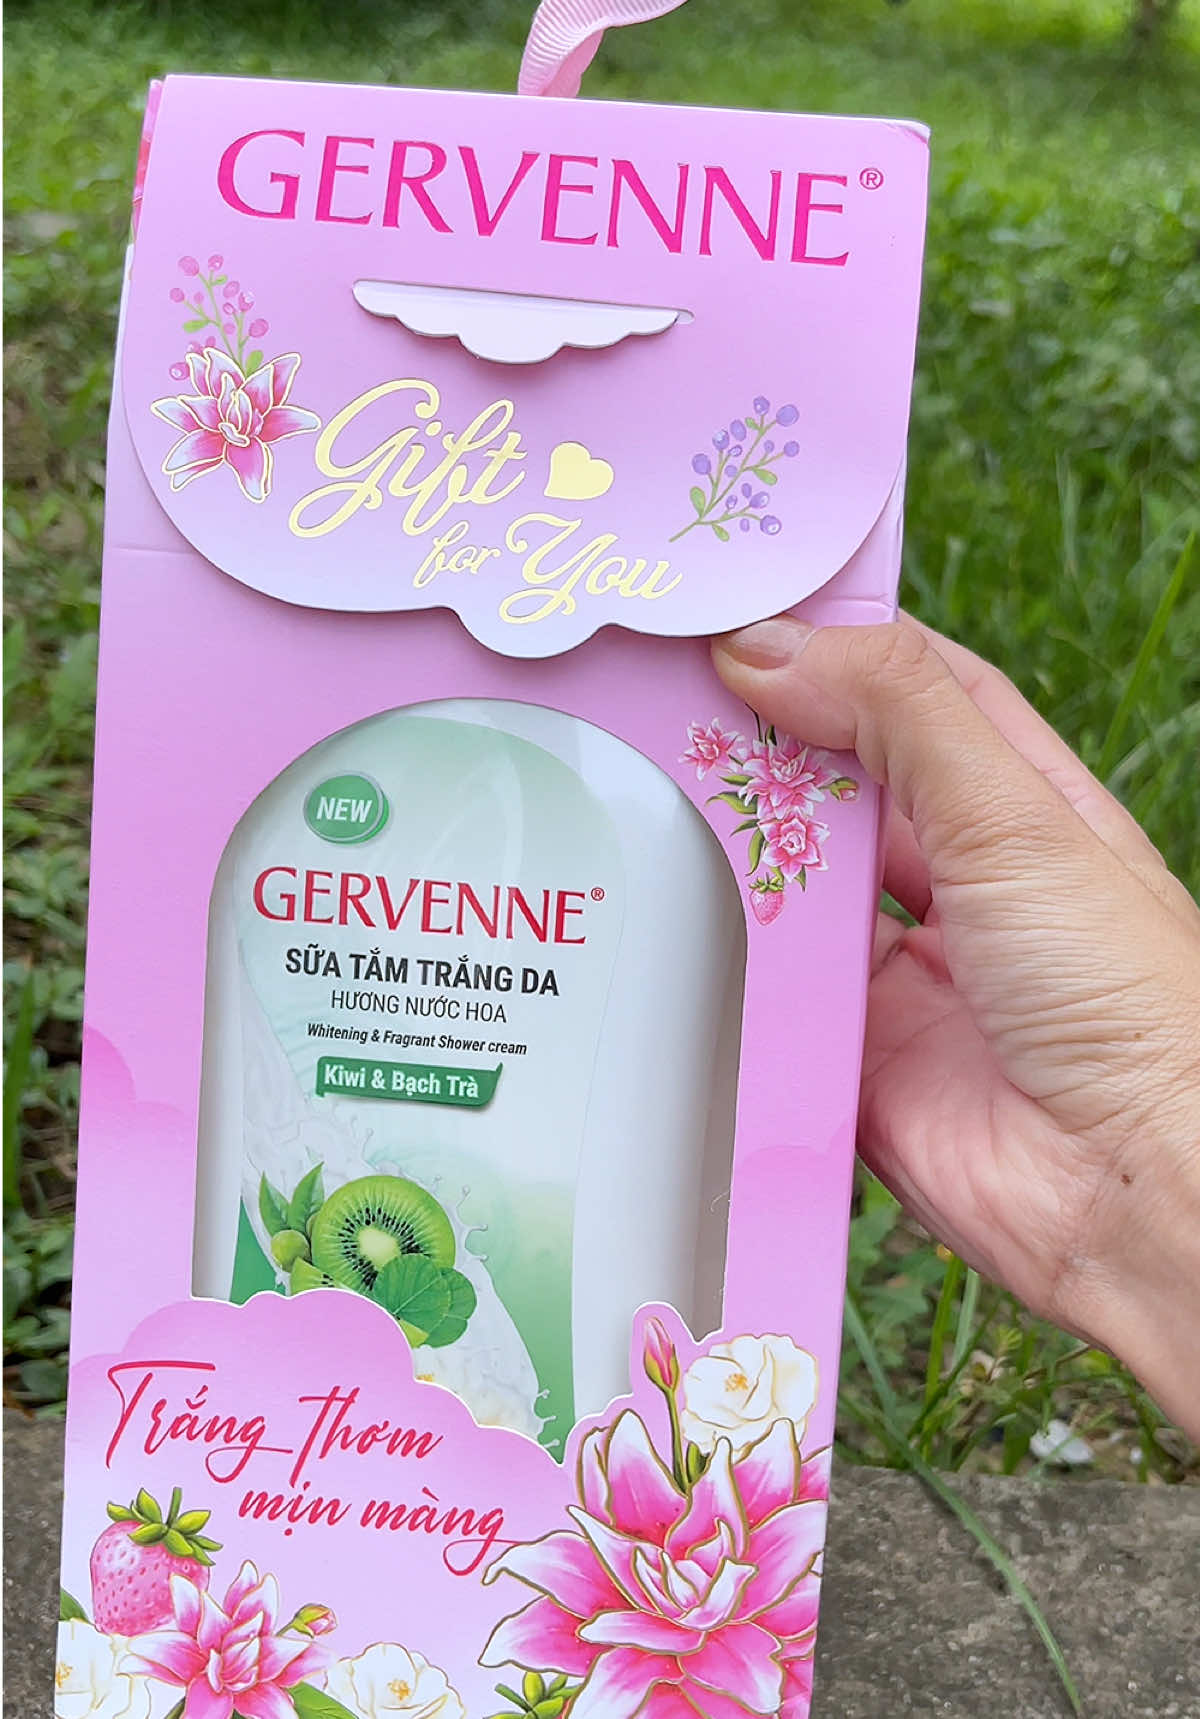 GERVENNE®
Gift
for You
NEW
GERVENNE®
SỮA TẮM TRẮNG DA
HƯƠNG NƯỚC HOA
Whitening & Fragrant Shower cream
Kiwi & Bạch Trà
Trắng thơm
mịn màng